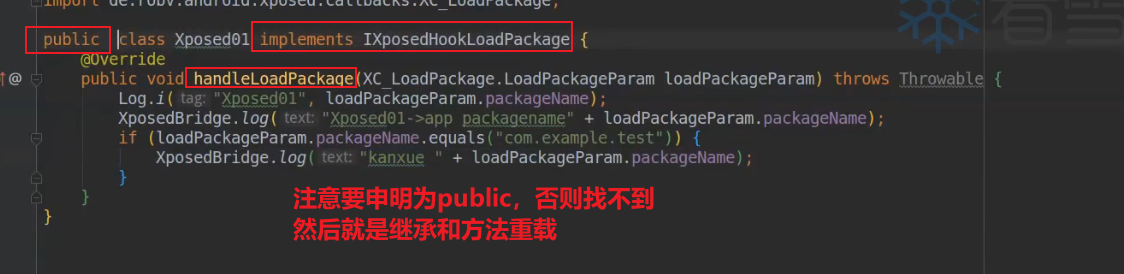 import de.robv.android.xposed.callbacks.XC_LoadPackage;
看雪
public class Xposed01 implements IXposedHookLoadPackage {
@Override
public void handleLoadPackage(XC_LoadPackage.LoadPackageParam loadPackageParam) throws Throwable {
Log.i( tag: "Xposed01", loadPackageParam.packageName);
XposedBridge.log( text: "Xposed01->app packagename" + loadPackageParam.packageName);
if (loadPackageParam.packageName.equals("com.example.test")) {
XposedBridge.log( text: "kanxue " + loadPackageParam.packageName);
}
}
}
注意要申明为public，否则找不到
然后就是继承和方法重载